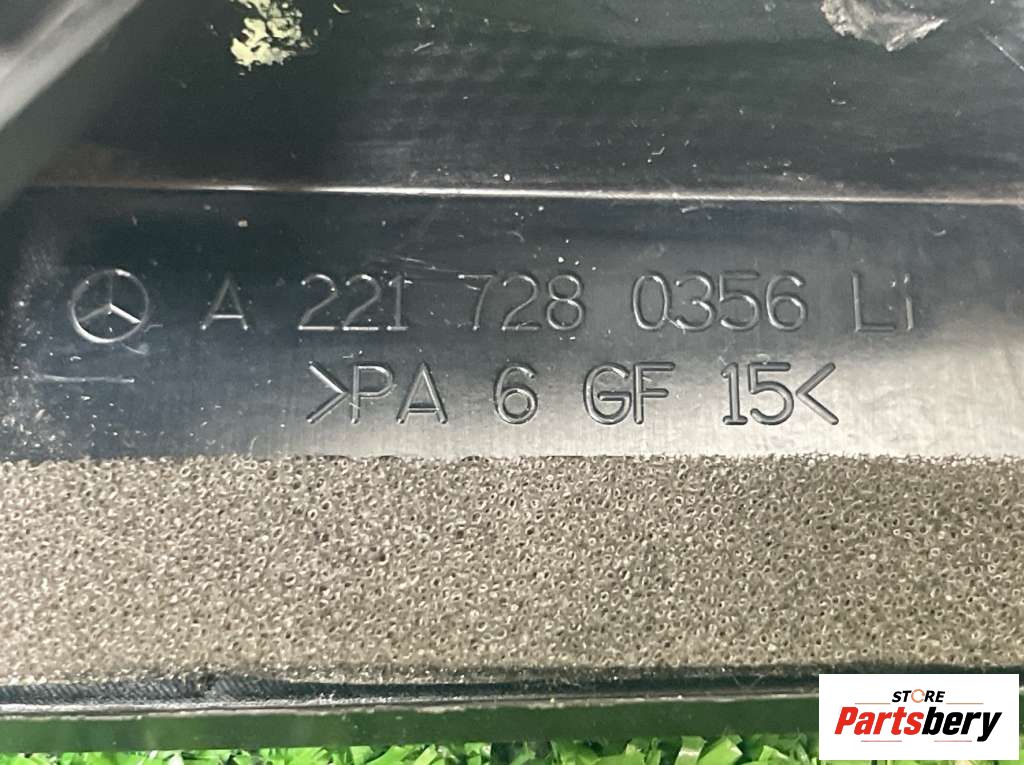 A 221 728 0356 Li
>PA 6 GF 15<
STORE
Partsbery